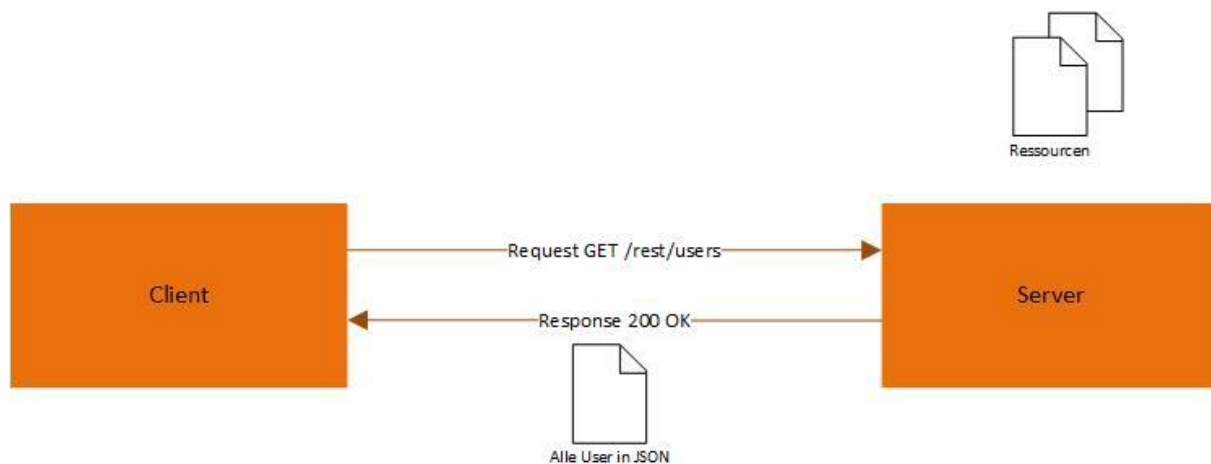 Ressourcen
Request GET /rest/users
Client
Server
Response 200 OK
Alle User in JSON